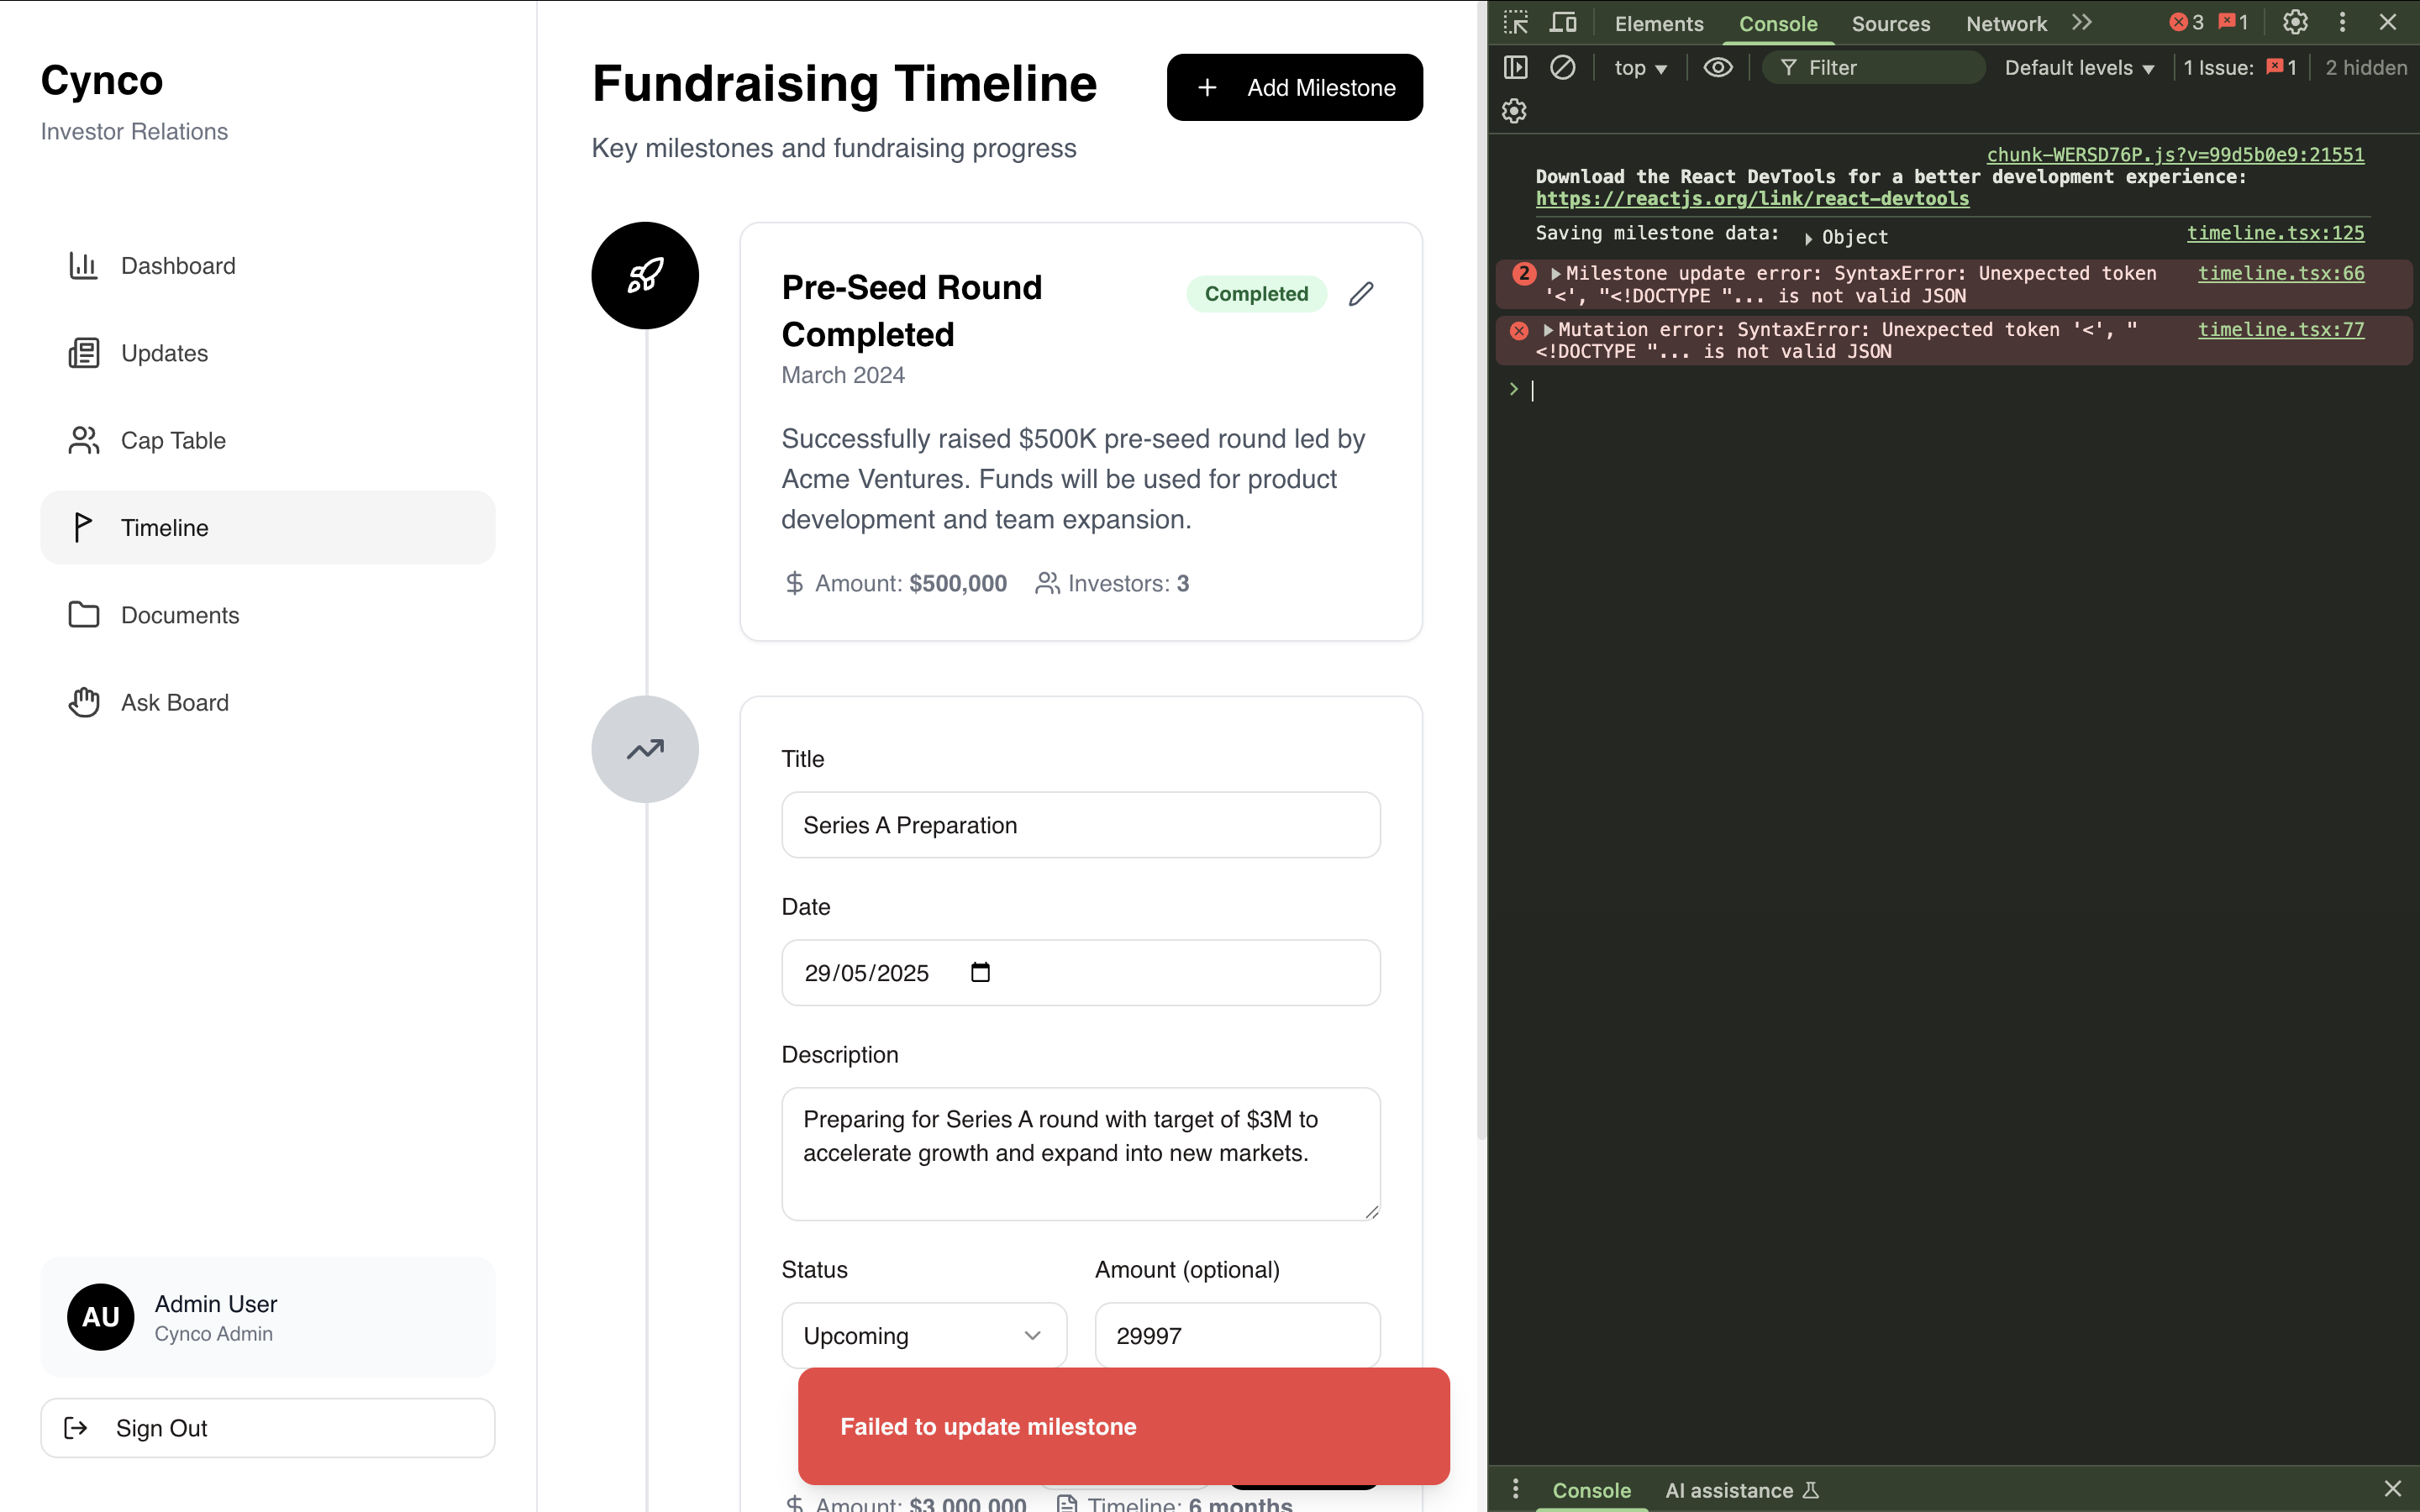 Cynco
Investor Relations
Dashboard
Updates
Cap Table
Timeline
Documents
Ask Board
AU
Admin User
Cynco Admin
Sign Out
Fundraising Timeline
Add Milestone
Key milestones and fundraising progress
Pre-Seed Round
Completed
Completed
March 2024
Successfully raised $500K pre-seed round led by
Acme Ventures. Funds will be used for product
development and team expansion.
Amount: $500,000 Investors: 3
Title
Series A Preparation
Date
29/05/2025
Description
Preparing for Series A round with target of $3M to
accelerate growth and expand into new markets.
Status Amount (optional)
Upcoming 29997
Failed to update milestone
Amount: $3,000,000 Timeline: 6 months
Elements Console Sources Network 3 1
top Filter Default levels 1 Issue: 1 2 hidden
chunk-WERSD76P.js?v=99d5b0e9:21551
Download the React DevTools for a better development experience:
https://reactjs.org/link/react-devtools
Saving milestone data: Object timeline.tsx:125
2 Milestone update error: SyntaxError: Unexpected token timeline.tsx:66
'<', "<!DOCTYPE "... is not valid JSON
Mutation error: SyntaxError: Unexpected token '<', " timeline.tsx:77
<!DOCTYPE "... is not valid JSON
Console AI assistance